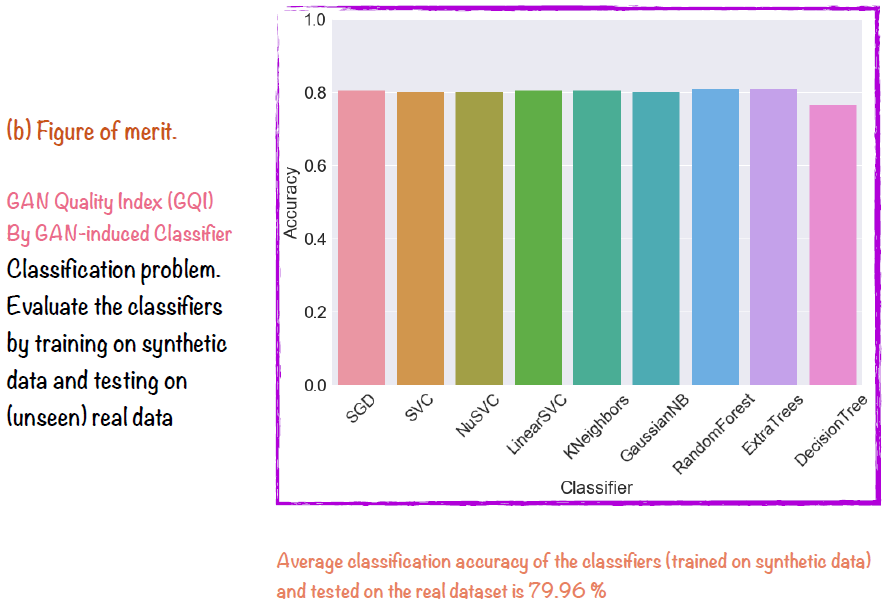 (b) Figure of merit.
GAN Quality Index (GQI)
By GAN-induced Classifier
Classification problem.
Evaluate the classifiers
by training on synthetic
data and testing on
(unseen) real data
1.0
0.8
0.6
0.4
0.2
0.0
Accuracy
SGD
SVC
NuSVC
LinearSVC
KNeighbors
GaussianNB
RandomForest
ExtraTrees
DecisionTree
Classifier
Average classification accuracy of the classifiers (trained on synthetic data)
and tested on the real dataset is 79.96 %